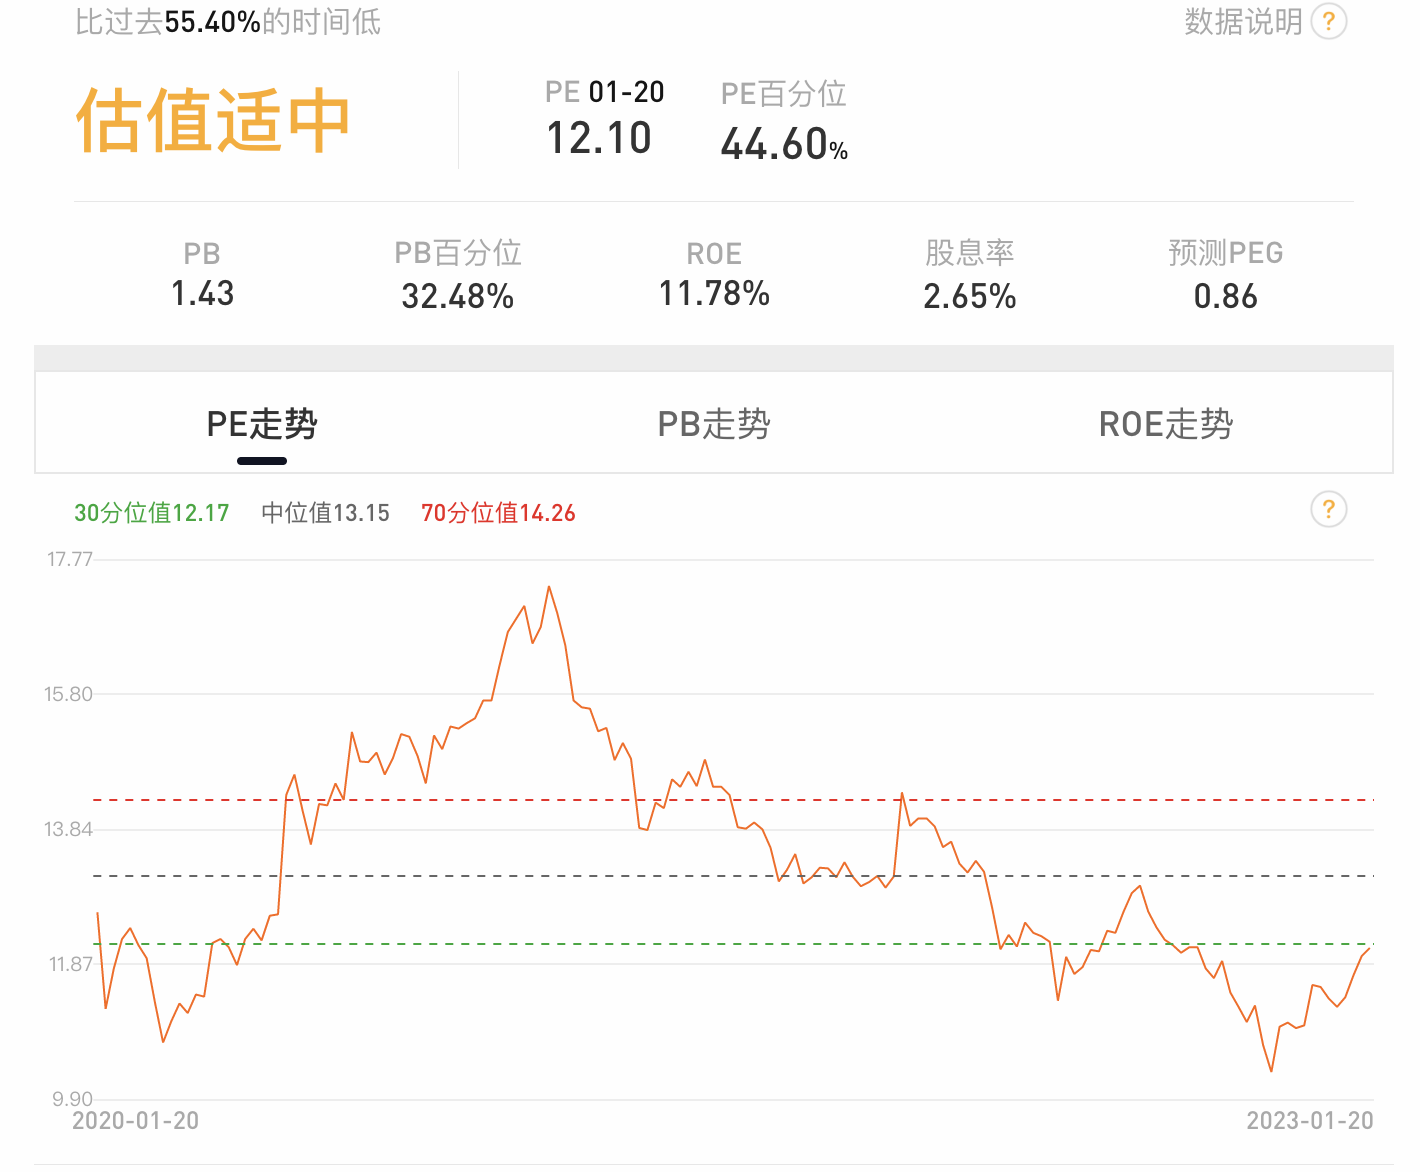 比过去55.40%的时间低 数据说明 ?
估值适中
PE 01-20 PE百分位
12.10 44.60%
PB PB百分位 ROE 股息率 预测PEG
1.43 32.48% 11.78% 2.65% 0.86
PE走势 PB走势 ROE走势
30分位值12.17 中位值13.15 70分位值14.26 ?
17.77
15.80
13.84
11.87
9.90
2020-01-20 2023-01-20